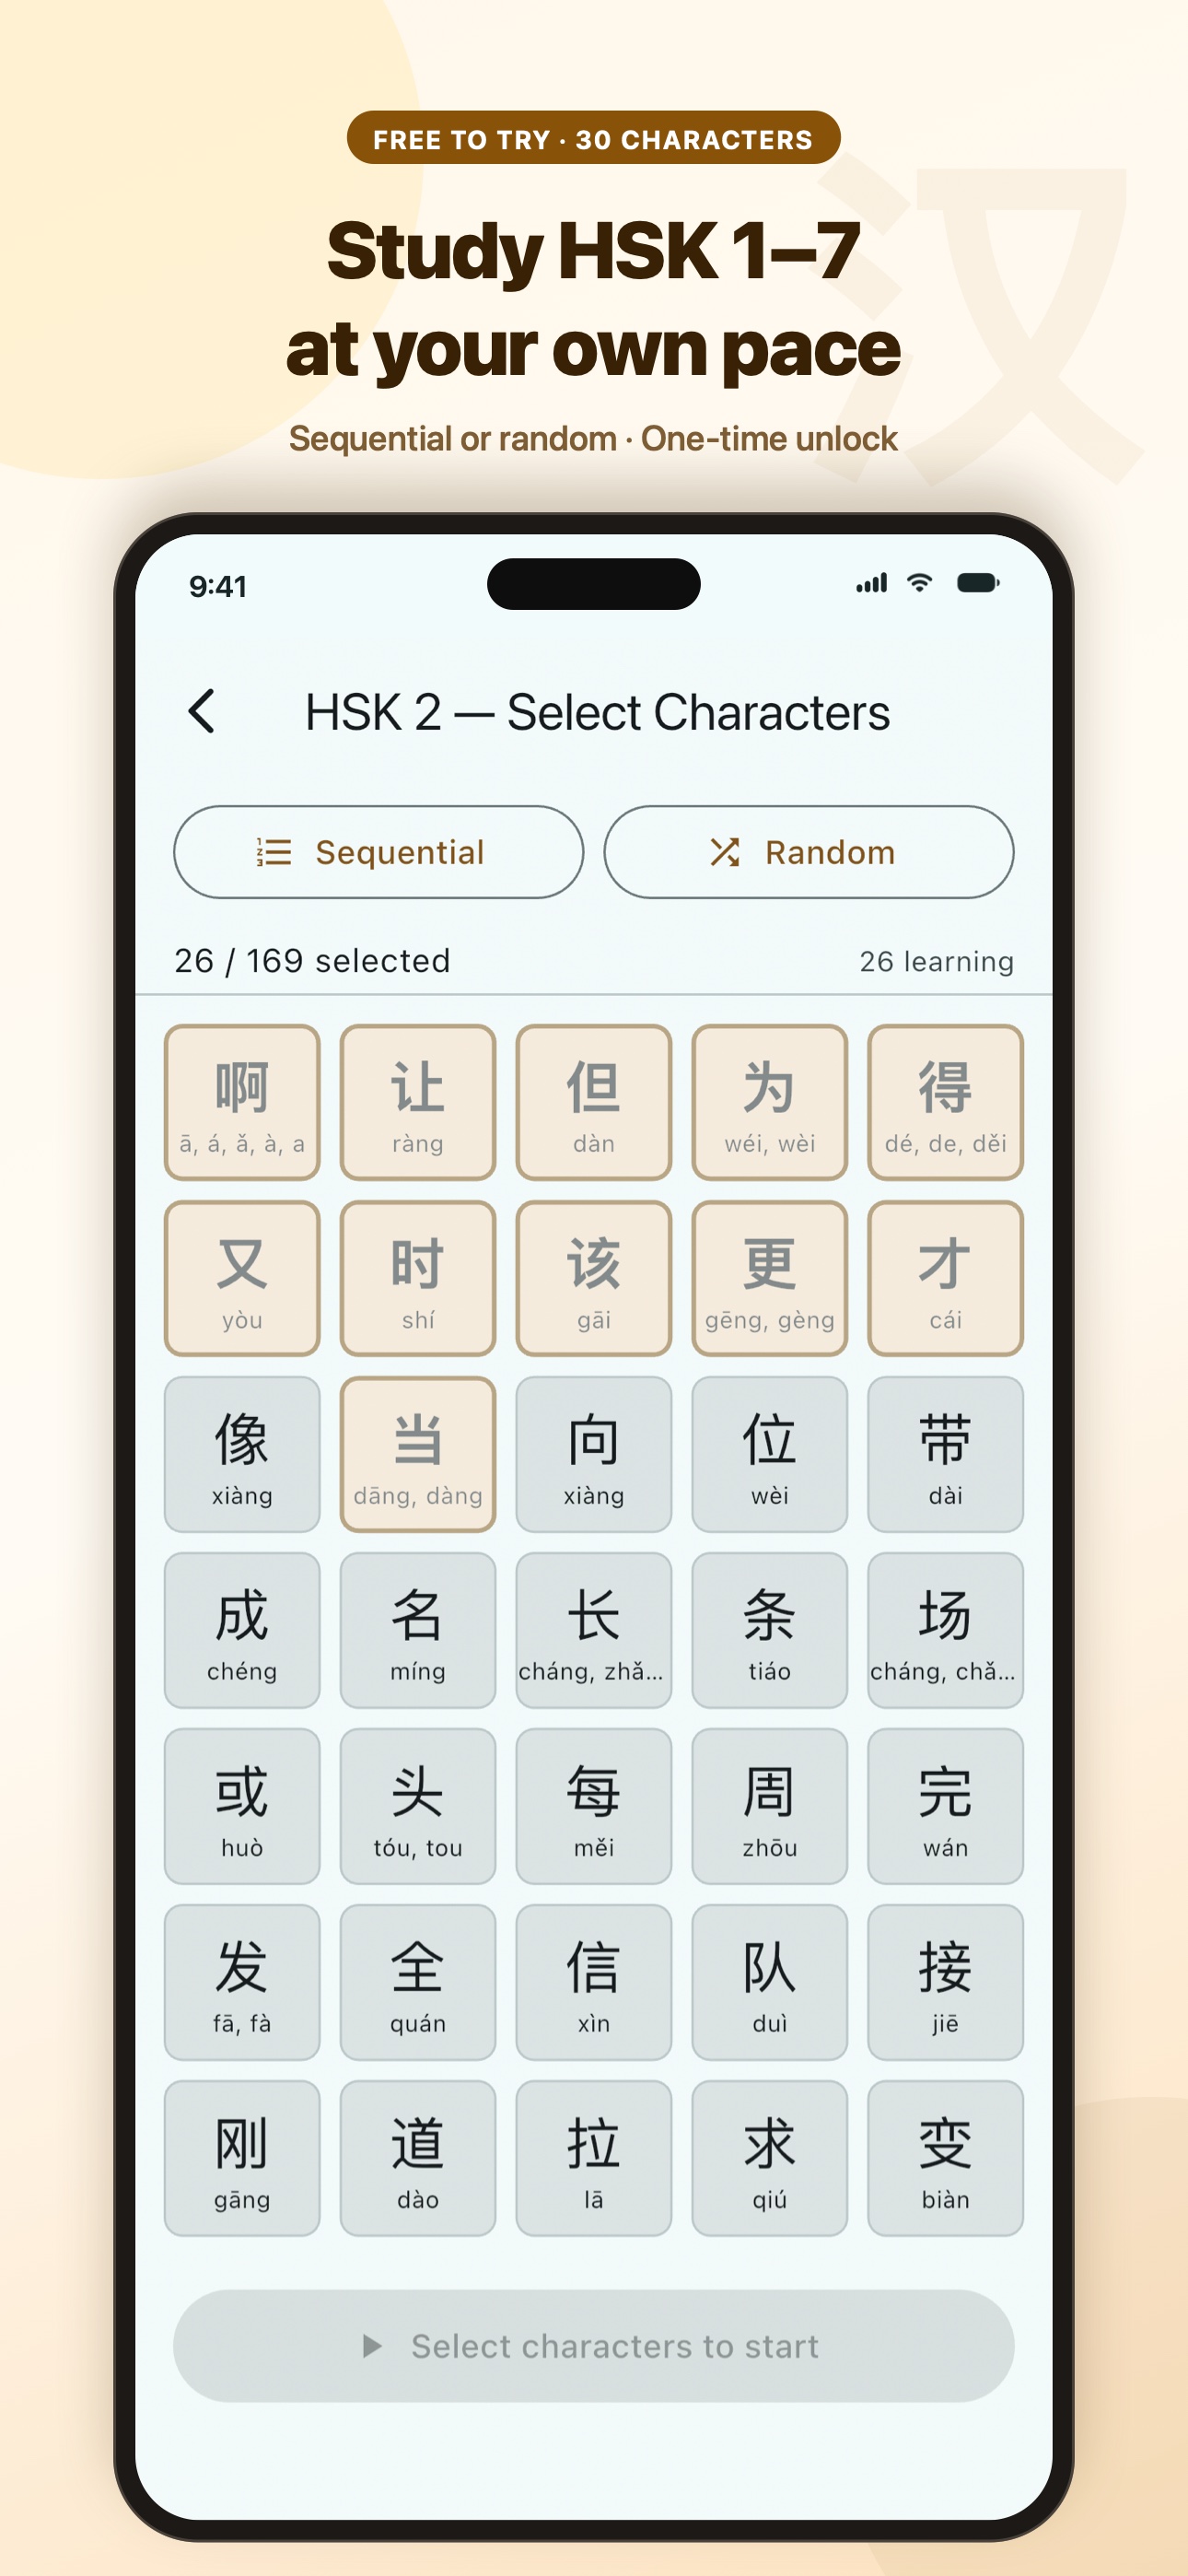 FREE TO TRY · 30 CHARACTERS
汉
Study HSK 1–7
at your own pace
Sequential or random · One-time unlock
9:41
HSK 2 — Select Characters
Sequential
Random
26 / 169 selected
26 learning
啊 让 但 为 得
ā, á, ǎ, à, a ràng dàn wéi, wèi dé, de, děi
又 时 该 更 才
yòu shí gāi gēng, gèng cái
像 当 向 位 带
xiàng dāng, dàng xiàng wèi dài
成 名 长 条 场
chéng míng cháng, zhǎ... tiáo cháng, chǎ...
或 头 每 周 完
huò tóu, tou měi zhōu wán
发 全 信 队 接
fā, fà quán xìn duì jiē
刚 道 拉 求 变
gāng dào lā qiú biàn
Select characters to start